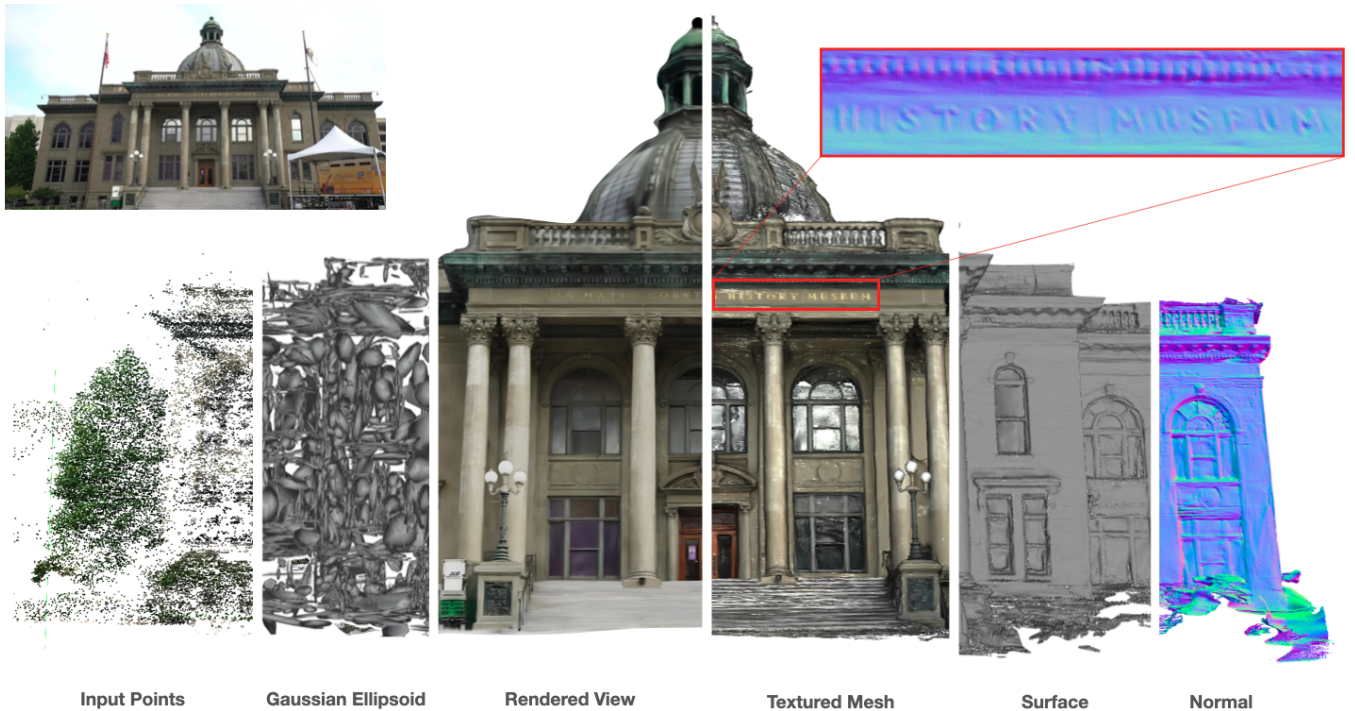 HISTORY MUSEUM
HISTORY MUSEUM
Input Points
Gaussian Ellipsoid
Rendered View
Textured Mesh
Surface
Normal